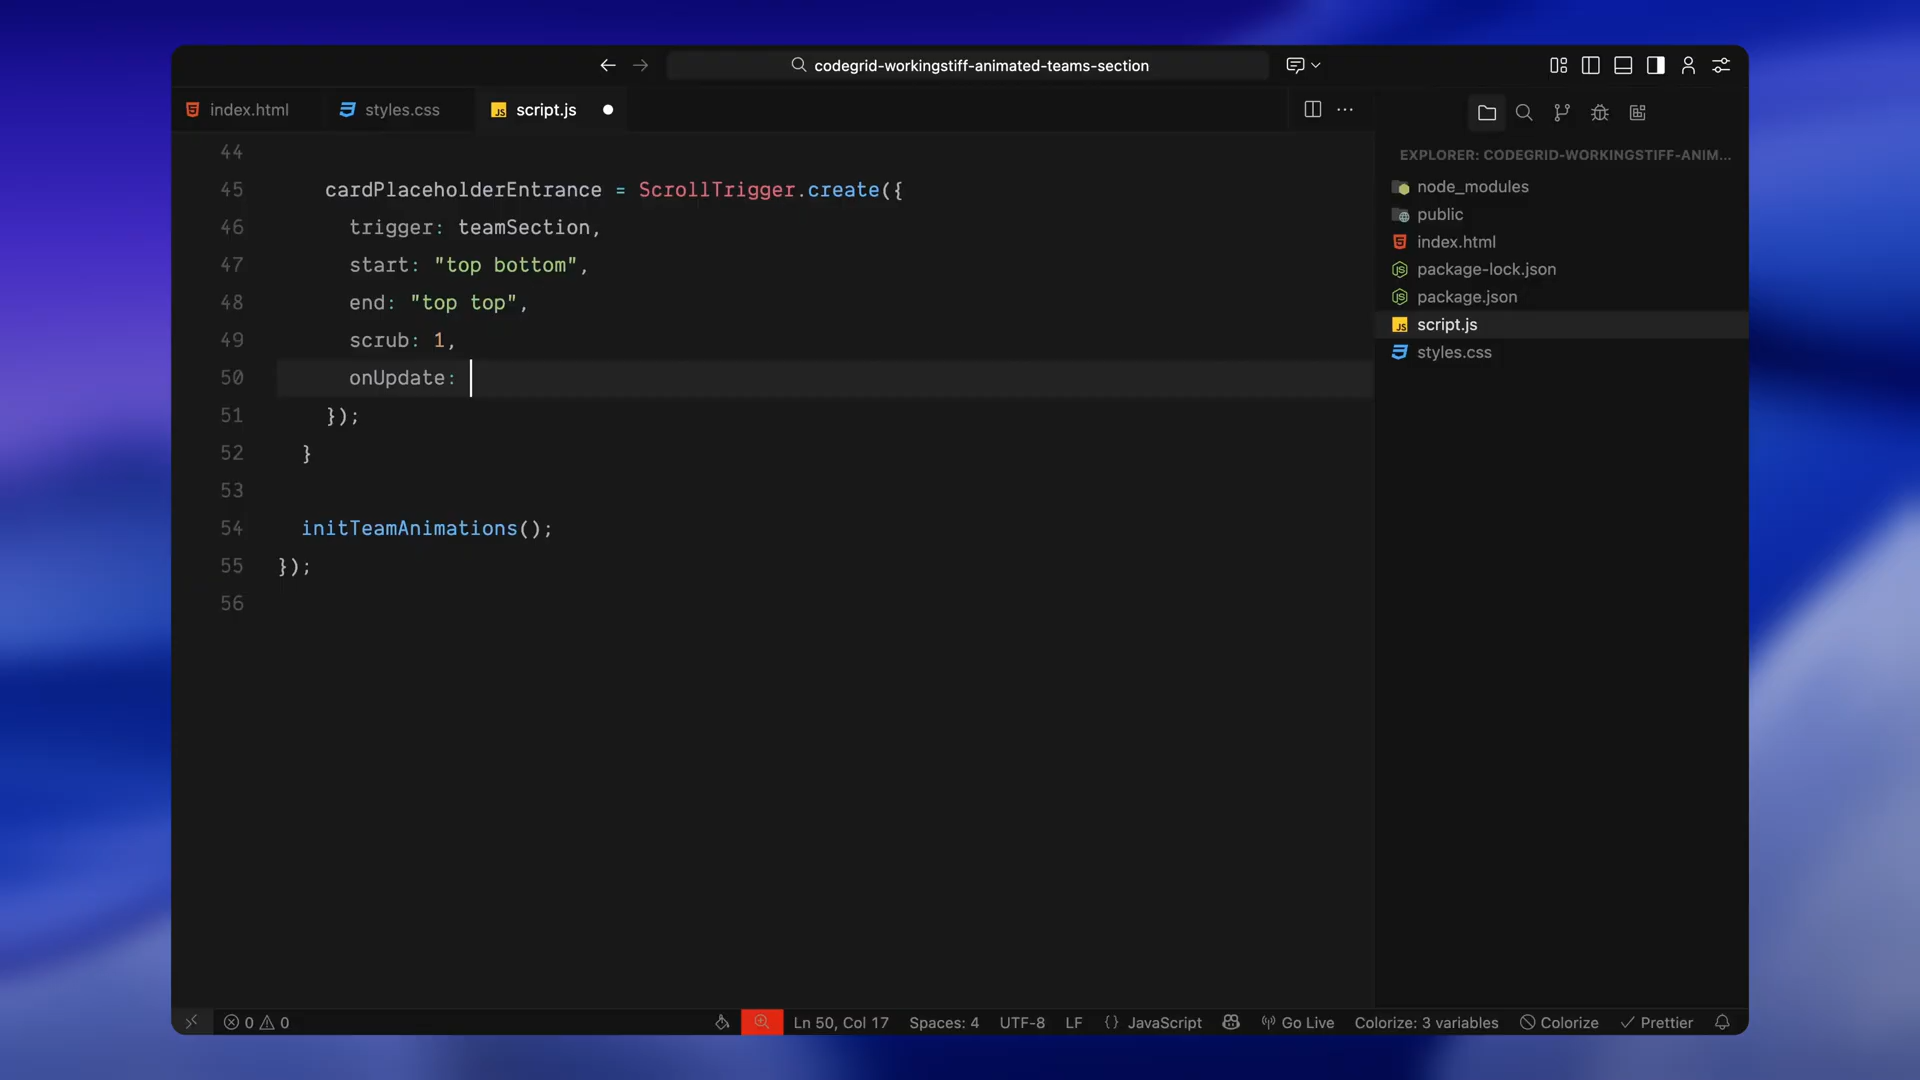 codegrid-workingstiff-animated-teams-section
index.html
styles.css
script.js
EXPLORER: CODEGRID-WORKINGSTIFF-ANIM...
node_modules
public
index.html
package-lock.json
package.json
script.js
styles.css
44
45 cardPlaceholderEntrance = ScrollTrigger.create({
46 trigger: teamSection,
47 start: "top bottom",
48 end: "top top",
49 scrub: 1,
50 onUpdate:
51 });
52 }
53
54 initTeamAnimations();
55 });
56
0 0 Ln 50, Col 17 Spaces: 4 UTF-8 LF {} JavaScript Go Live Colorize: 3 variables Colorize Prettier